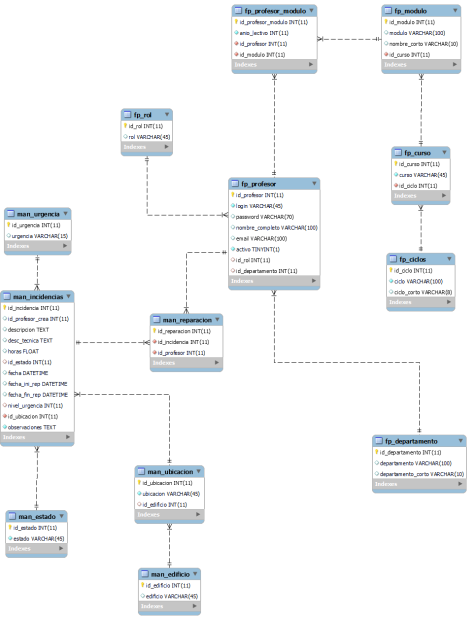 fp_profesor_modulo
id_profesor_modulo INT(11)
anio_lectivo INT(11)
id_profesor INT(11)
id_modulo INT(11)
Indexes
fp_modulo
id_modulo INT(11)
modulo VARCHAR(100)
nombre_corto VARCHAR(10)
id_curso INT(11)
Indexes
fp_rol
id_rol INT(11)
rol VARCHAR(45)
Indexes
fp_curso
id_curso INT(11)
curso VARCHAR(45)
id_ciclo INT(11)
Indexes
fp_profesor
id_profesor INT(11)
login VARCHAR(45)
password VARCHAR(70)
nombre_completo VARCHAR(100)
email VARCHAR(100)
activo TINYINT(1)
id_rol INT(11)
id_departamento INT(11)
Indexes
man_urgencia
id_urgencia INT(11)
urgencia VARCHAR(15)
Indexes
fp_ciclos
id_ciclo INT(11)
ciclo VARCHAR(100)
ciclo_corto VARCHAR(8)
Indexes
man_incidencias
id_incidencia INT(11)
id_profesor_crea INT(11)
descripcion TEXT
desc_tecnica TEXT
horas FLOAT
id_estado INT(11)
fecha DATETIME
fecha_ini_rep DATETIME
fecha_fin_rep DATETIME
nivel_urgencia INT(11)
id_ubicacion INT(11)
observaciones TEXT
Indexes
man_reparacion
id_reparacion INT(11)
id_incidencia INT(11)
id_profesor INT(11)
Indexes
fp_departamento
id_departamento INT(11)
departamento VARCHAR(100)
departamento_corto VARCHAR(10)
Indexes
man_ubicacion
id_ubicacion INT(11)
ubicacion VARCHAR(45)
id_edificio INT(11)
Indexes
man_estado
id_estado INT(11)
estado VARCHAR(45)
Indexes
man_edificio
id_edificio INT(11)
edificio VARCHAR(45)
Indexes